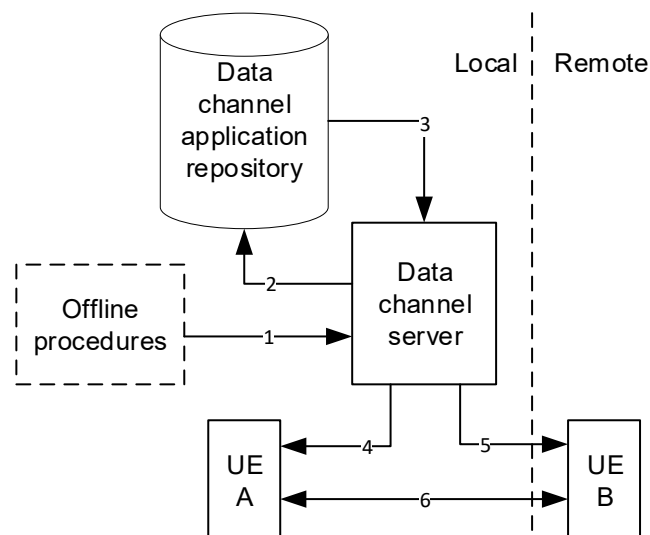 Data
channel
application
repository
Local
Remote
3
Data
channel
server
2
Offline
procedures
1
4
5
UE
A
6
UE
B